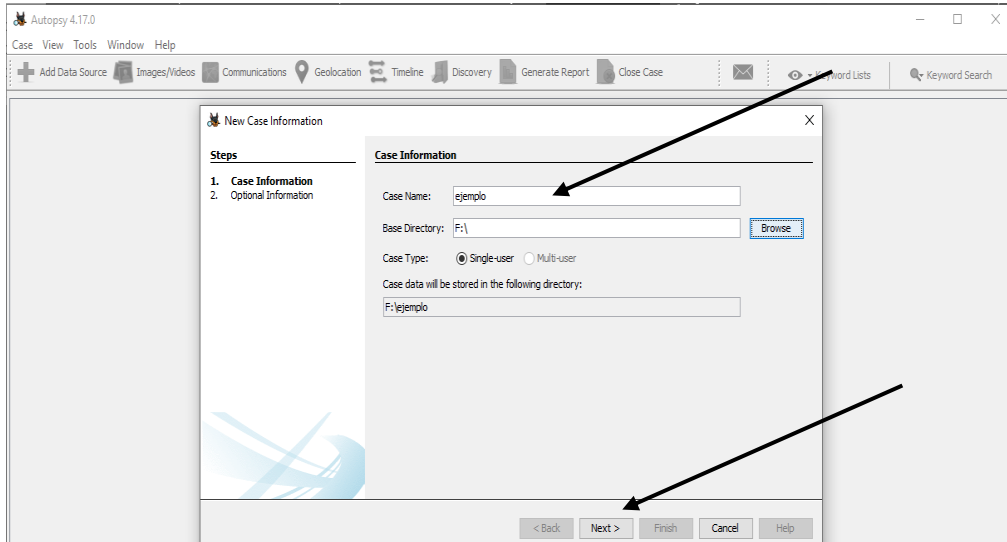 Autopsy 4.17.0
Case View Tools Window Help
Add Data Source Images/Videos Communications Geolocation Timeline Discovery Generate Report Close Case Keyword Lists Keyword Search
New Case Information
Steps
1. Case Information
2. Optional Information
Case Information
Case Name: ejemplo
Base Directory: F:\ Browse
Case Type: Single-user Multi-user
Case data will be stored in the following directory:
F:\ejemplo
< Back Next > Finish Cancel Help